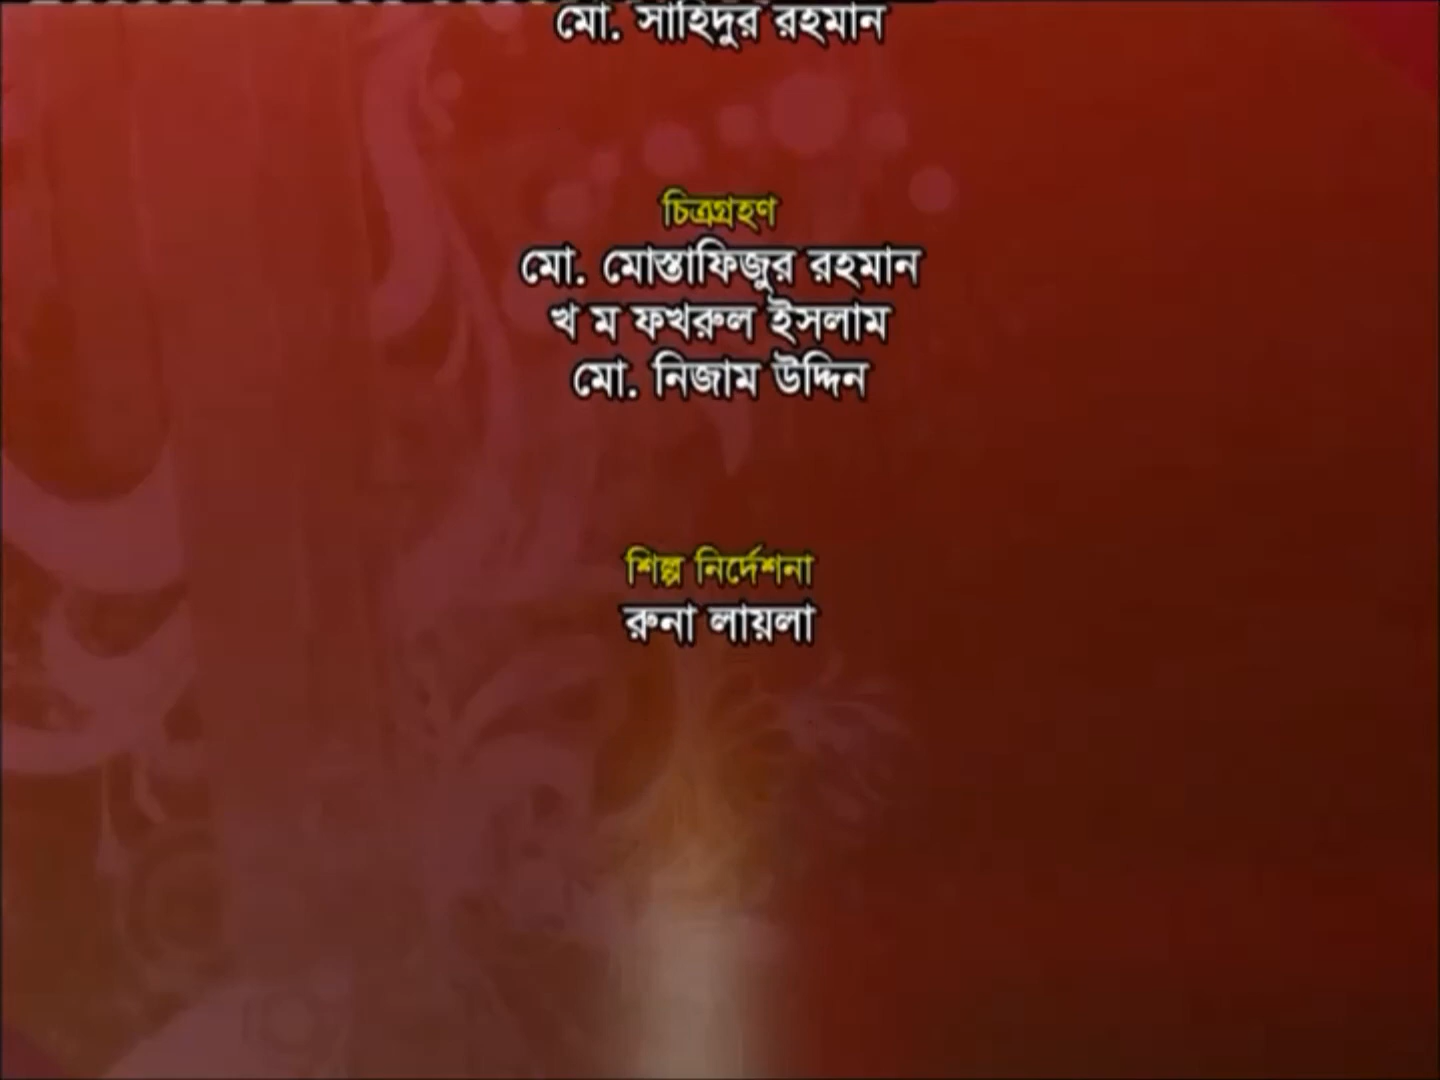 মো. সাহিদুর রহমান
চিত্রগ্রহণ
মো. মোস্তাফিজুর রহমান
খ ম ফখরুল ইসলাম
মো. নিজাম উদ্দিন
শিল্প নির্দেশনা
রুনা লায়লা